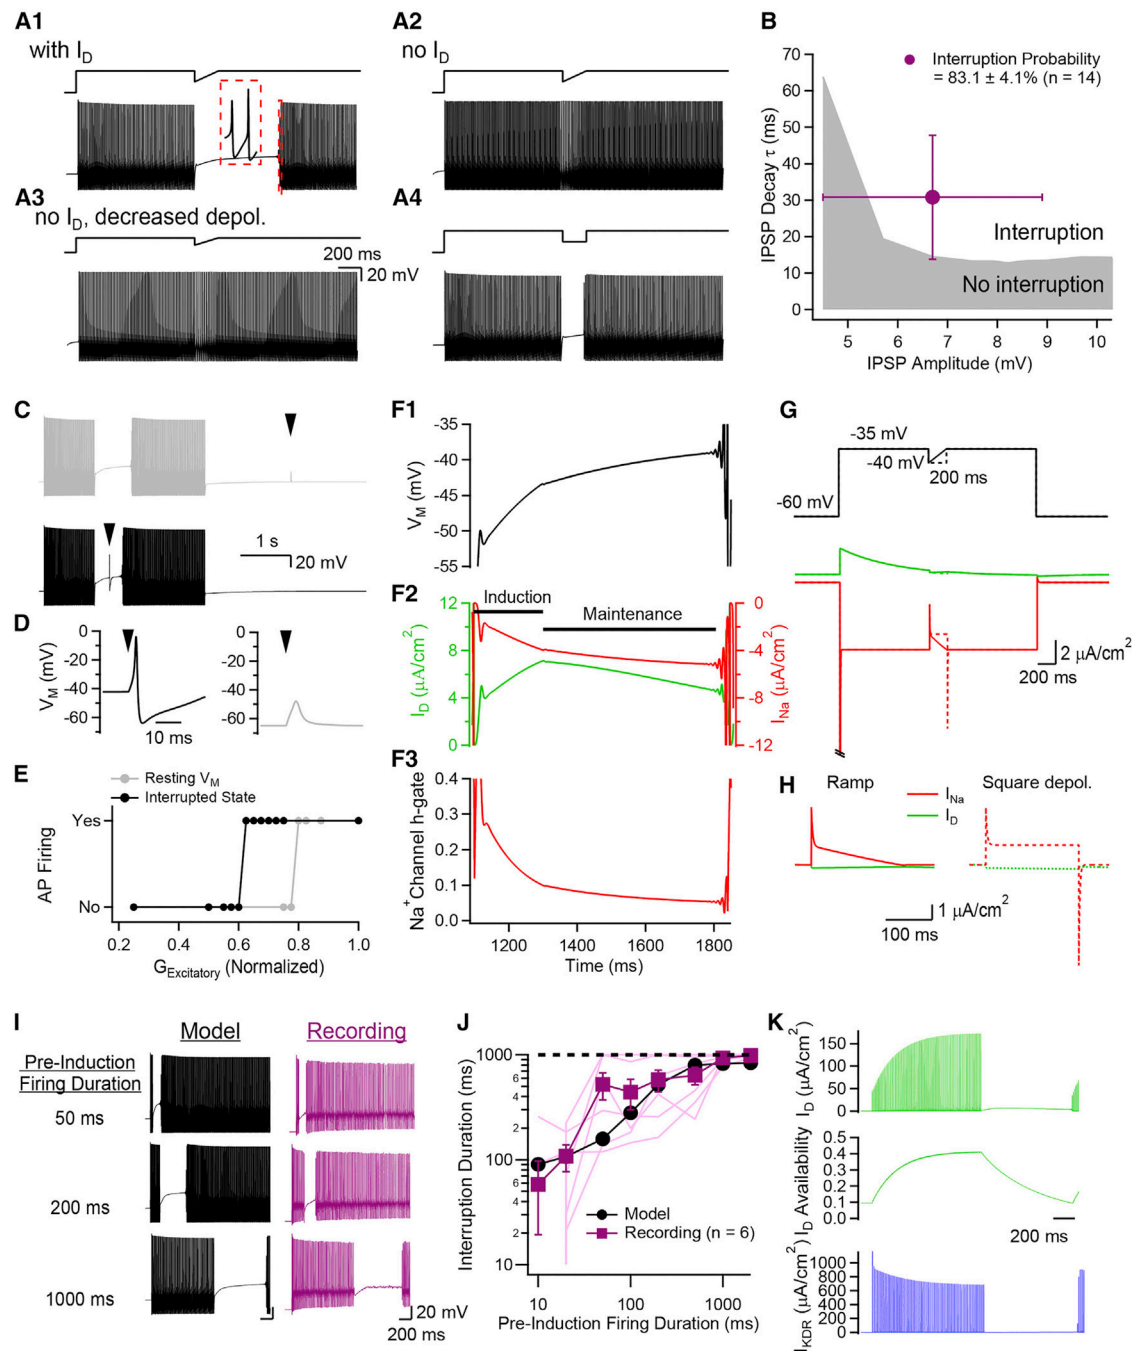 A1
with I_D
A2
no I_D
A3
no I_D, decreased depol.
200 ms
20 mV
A4
B
Interruption Probability
= 83.1 ± 4.1% (n = 14)
70
60
50
40
30
20
10
0
IPSP Decay τ (ms)
Interruption
No interruption
5
6
7
8
9
10
IPSP Amplitude (mV)
C
1 s
20 mV
D
0
-20
-40
-60
V_M (mV)
10 ms
0
-20
-40
-60
E
Resting V_M
Interrupted State
Yes
No
AP Firing
0.2
0.4
0.6
0.8
1.0
G_Excitatory (Normalized)
F1
-35
-40
-45
-50
-55
V_M (mV)
F2
Induction
Maintenance
12
8
4
0
I_D (µA/cm²)
0
-4
-8
-12
I_Na (µA/cm²)
F3
0.4
0.3
0.2
0.1
0.0
Na⁺Channel h-gate
1200
1400
1600
1800
Time (ms)
G
-35 mV
-40 mV
200 ms
-60 mV
2 µA/cm²
200 ms
H
Ramp
Square depol.
I_Na
I_D
1 µA/cm²
100 ms
I
Model
Recording
Pre-Induction
Firing Duration
50 ms
200 ms
1000 ms
20 mV
200 ms
J
1000
6
4
2
100
6
4
2
10
Interruption Duration (ms)
Model
Recording (n = 6)
10
100
1000
Pre-Induction Firing Duration (ms)
K
150
100
50
0
I_D (µA/cm²)
0.5
0.4
0.3
0.2
0.1
0.0
I_D Availability
200 ms
1000
800
600
400
200
0
I_KDR (µA/cm²)